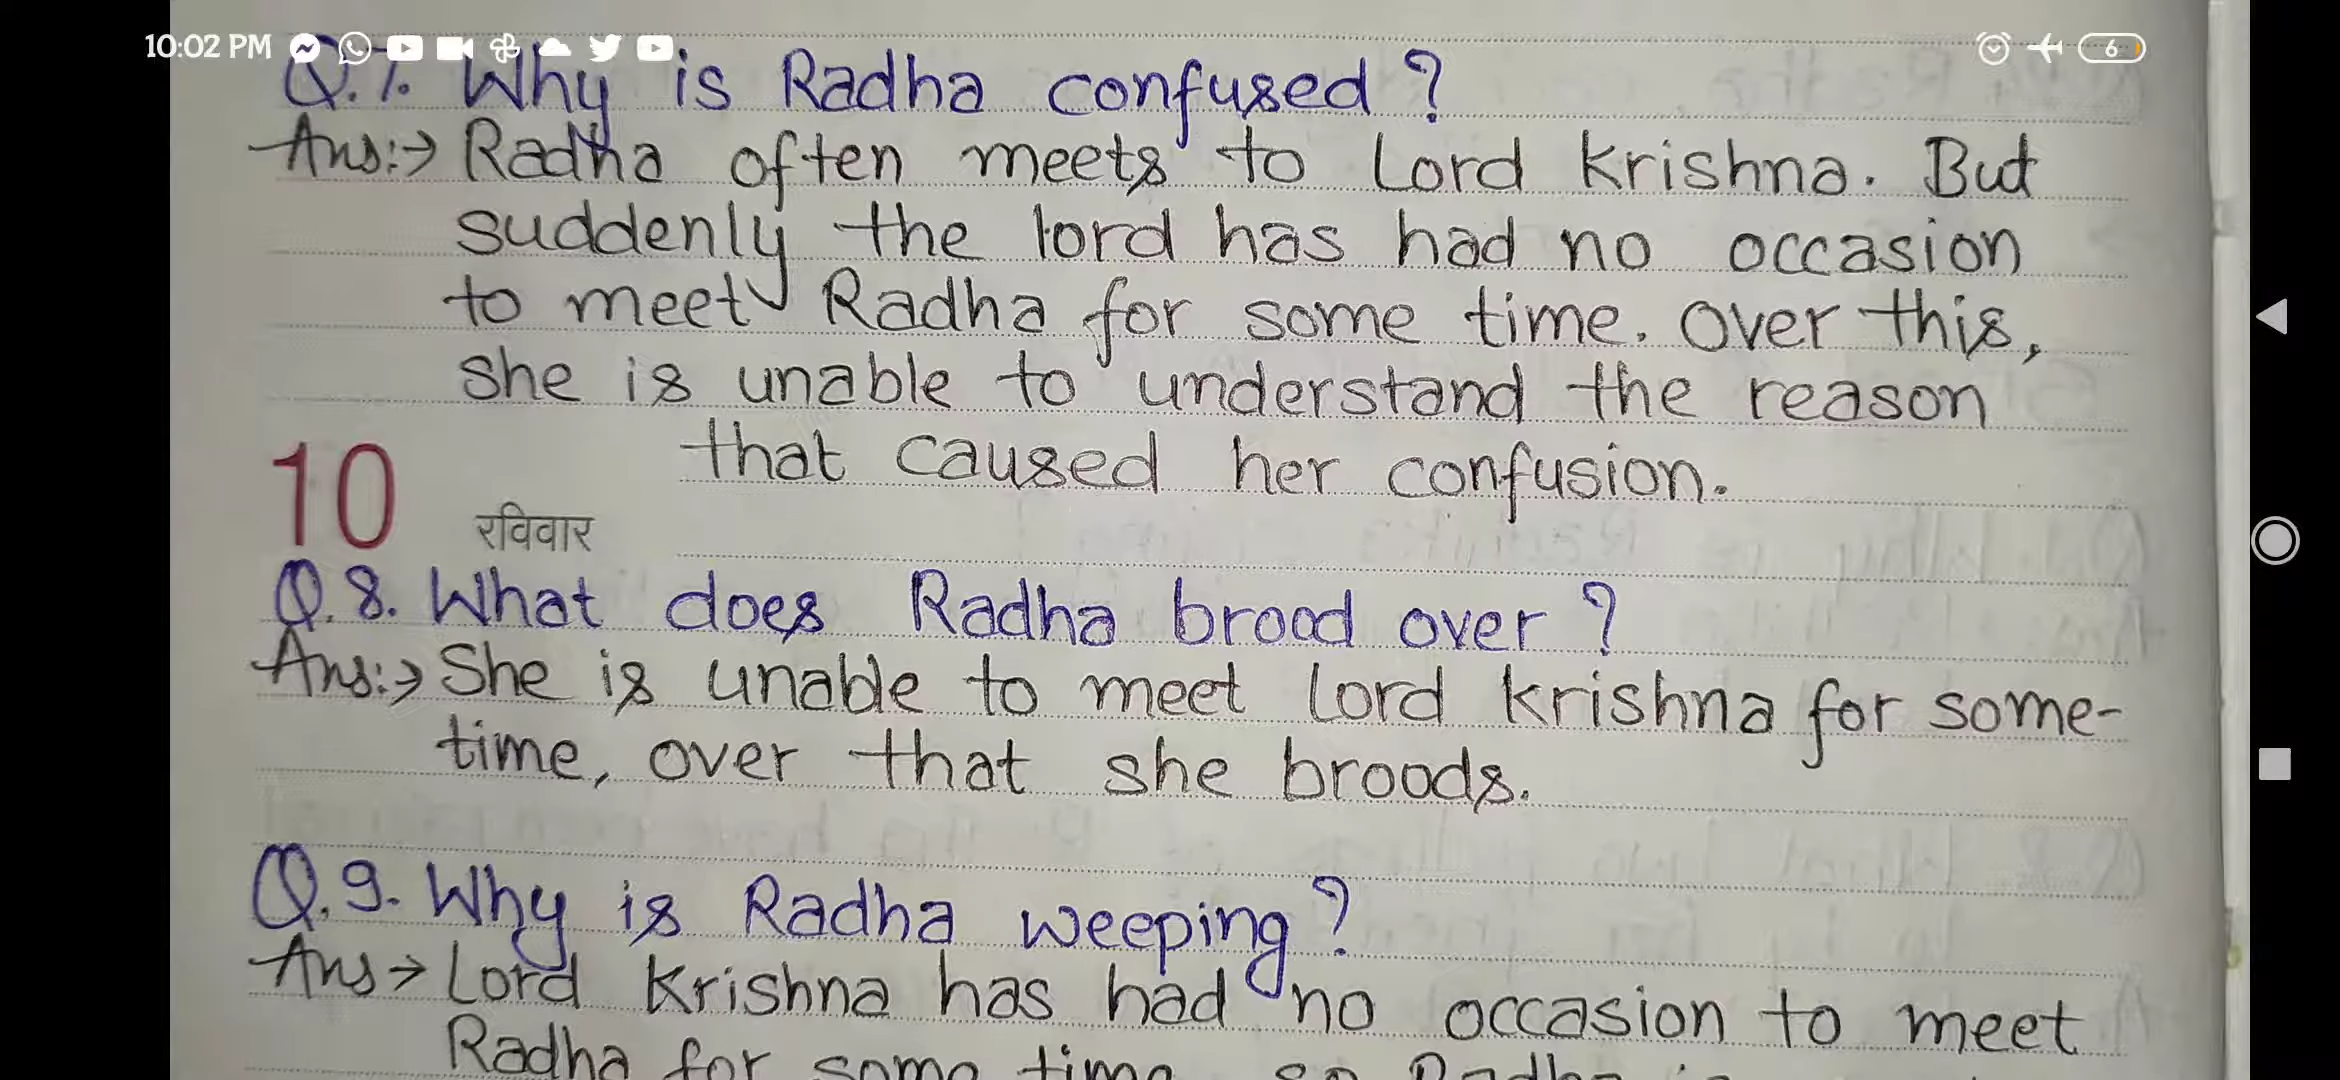 10:02 PM
6
Q.7. Why is Radha confused?
Ans:→ Radha often meets to Lord Krishna. But
suddenly the lord has had no occasion
to meet Radha for some time. Over this,
she is unable to understand the reason
that caused her confusion.
10 रविवार
Q.8. What does Radha brood over?
Ans:→ She is unable to meet Lord Krishna for some-
time, over that she broods.
Q.9. Why is Radha weeping?
Ans → Lord Krishna has had no occasion to meet
Radha for some time